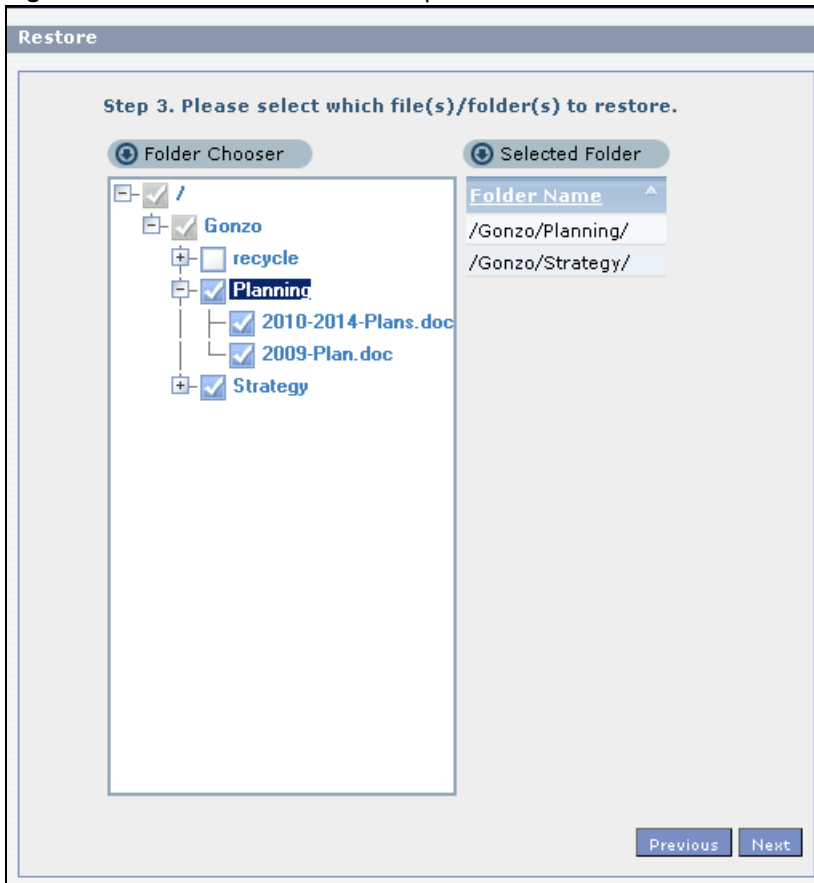 Restore
Step 3. Please select which file(s)/folder(s) to restore.
Folder Chooser
Selected Folder
/
Gonzo
recycle
Planning
2010-2014-Plans.doc
2009-Plan.doc
Strategy
Folder Name
/Gonzo/Planning/
/Gonzo/Strategy/
Previous Next